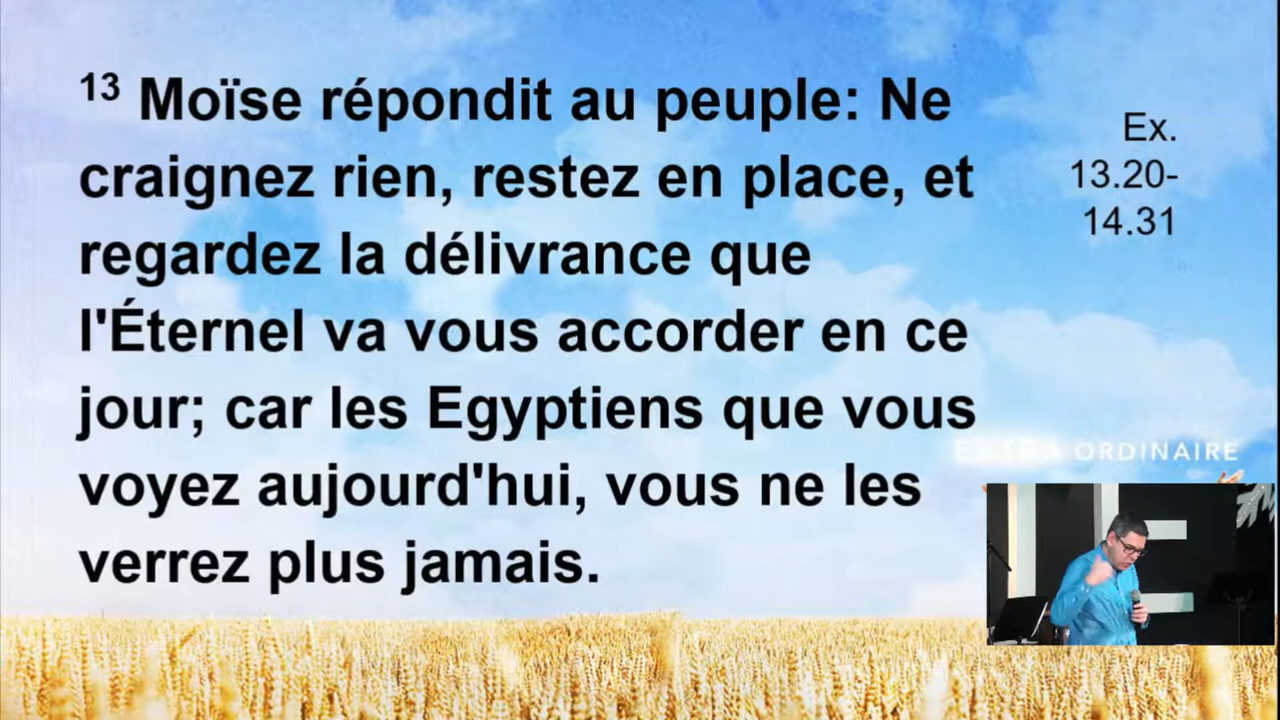 13 Moïse répondit au peuple: Ne
craignez rien, restez en place, et
regardez la délivrance que
l'Éternel va vous accorder en ce
jour; car les Egyptiens que vous
voyez aujourd'hui, vous ne les
verrez plus jamais.
Ex.
13.20-
14.31
EXTRA ORDINAIRE
E